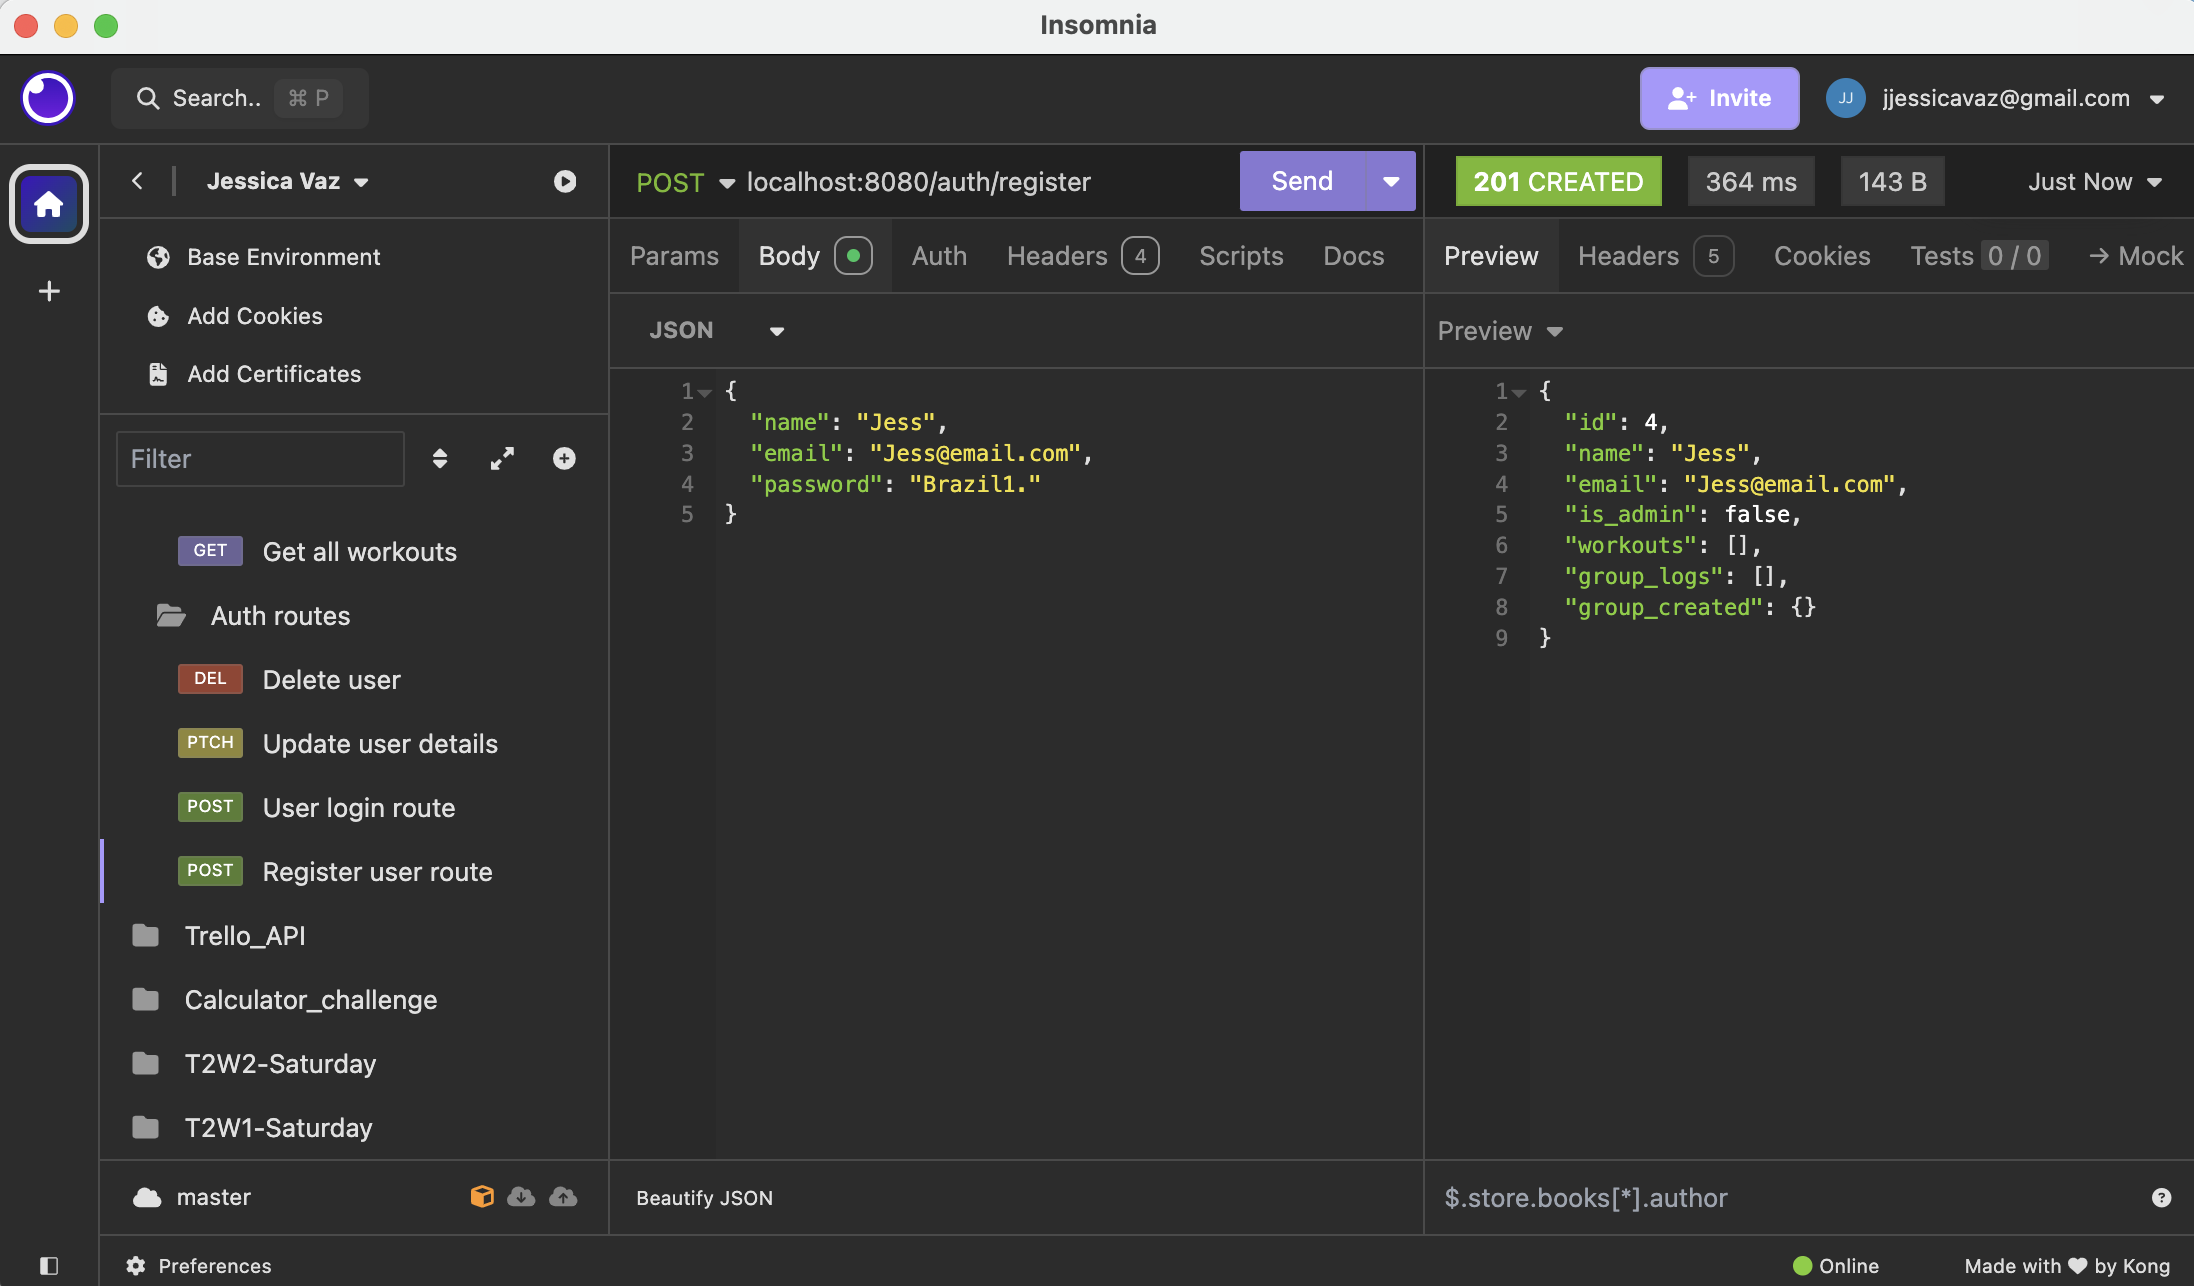 Insomnia
Search.. ⌘ P
Invite
JJ jjessicavaz@gmail.com
Jessica Vaz
Base Environment
Add Cookies
Add Certificates
Filter
GET Get all workouts
Auth routes
DEL Delete user
PTCH Update user details
POST User login route
POST Register user route
Trello_API
Calculator_challenge
T2W2-Saturday
T2W1-Saturday
master
POST localhost:8080/auth/register Send
Params Body Auth Headers 4 Scripts Docs
JSON
1 {
2 "name": "Jess",
3 "email": "Jess@email.com",
4 "password": "Brazil1."
5 }
Beautify JSON
201 CREATED 364 ms 143 B Just Now
Preview Headers 5 Cookies Tests 0 / 0 → Mock
Preview
1 {
2 "id": 4,
3 "name": "Jess",
4 "email": "Jess@email.com",
5 "is_admin": false,
6 "workouts": [],
7 "group_logs": [],
8 "group_created": {}
9 }
$.store.books[*].author ?
Preferences
Online
Made with ♥ by Kong